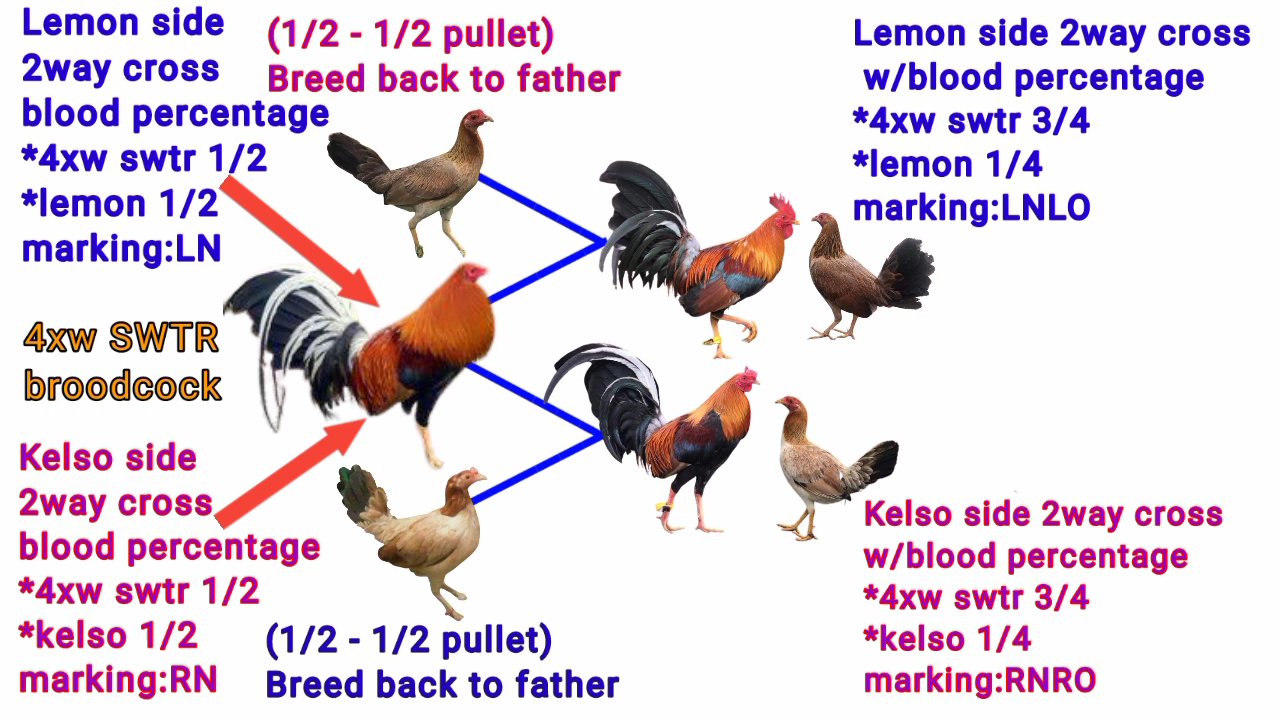 Lemon side
2way cross
blood percentage
*4xw swtr 1/2
*lemon 1/2
marking:LN
(1/2 - 1/2 pullet)
Breed back to father
Lemon side 2way cross
w/blood percentage
*4xw swtr 3/4
*lemon 1/4
marking:LNLO
4xw SWTR
broodcock
Kelso side
2way cross
blood percentage
*4xw swtr 1/2
*kelso 1/2
marking:RN
(1/2 - 1/2 pullet)
Breed back to father
Kelso side 2way cross
w/blood percentage
*4xw swtr 3/4
*kelso 1/4
marking:RNRO